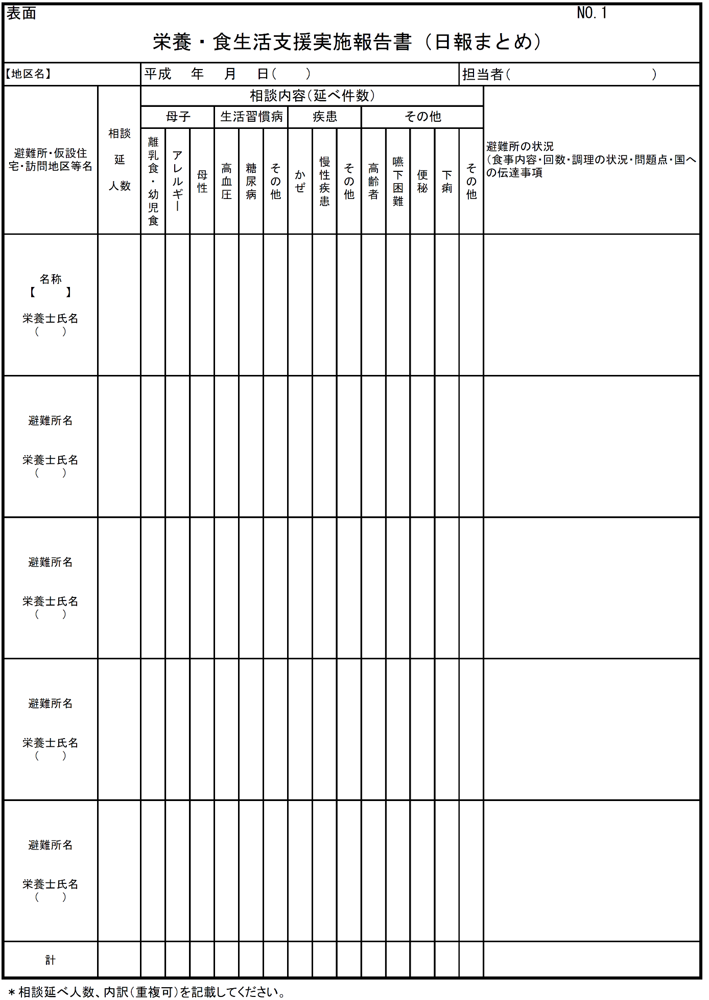 表面
NO.1
栄養・食生活支援実施報告書（日報まとめ）
【地区名】
平成　年　月　日(　　)
担当者(　　　　　　　　　　)
避難所・仮設住
宅・訪問地区等名
相談
延
人数
相談内容(延べ件数)
母子
生活習慣病
疾患
その他
離乳食・幼児食
アレルギー
母性
高血圧
糖尿病
その他
かぜ
慢性疾患
その他
高齢者
嚥下困難
便秘
下痢
その他
避難所の状況
(食事内容・回数・調理の状況・問題点・国へ
の伝達事項
名称
【　　】
栄養士氏名
(　　)
避難所名
栄養士氏名
(　　)
避難所名
栄養士氏名
(　　)
避難所名
栄養士氏名
(　　)
避難所名
栄養士氏名
(　　)
計
＊相談延べ人数、内訳(重複可)を記載してください。